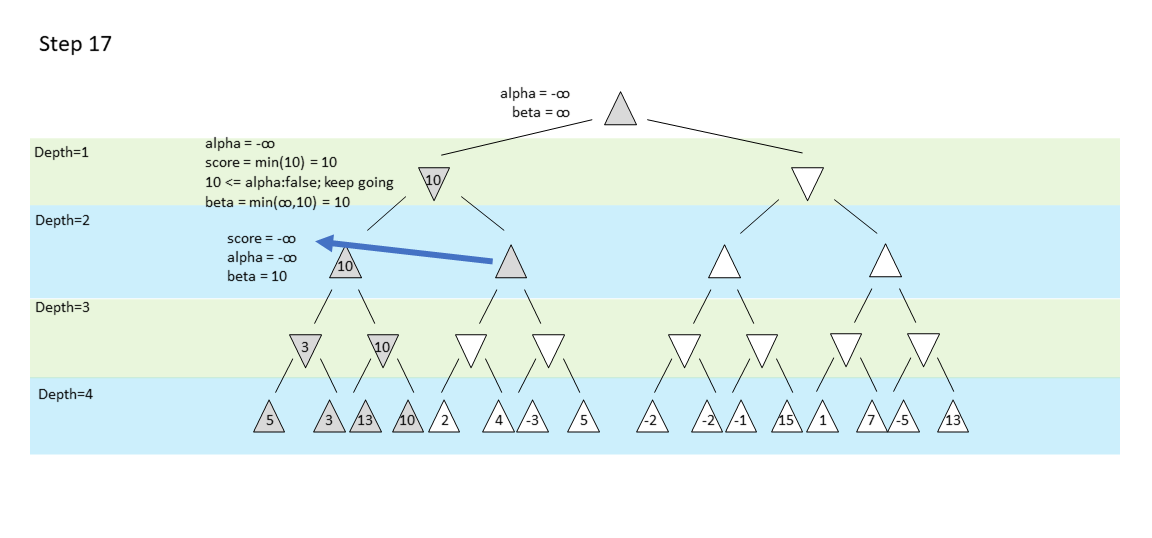 Step 17
alpha = -∞
beta = ∞
Depth=1
alpha = -∞
score = min(10) = 10
10 <= alpha:false; keep going
beta = min(∞,10) = 10
10
Depth=2
score = -∞
alpha = -∞
beta = 10
10
Depth=3
3 10
Depth=4
5 3 13 10 2 4 -3 5 -2 -2 -1 15 1 7 -5 13